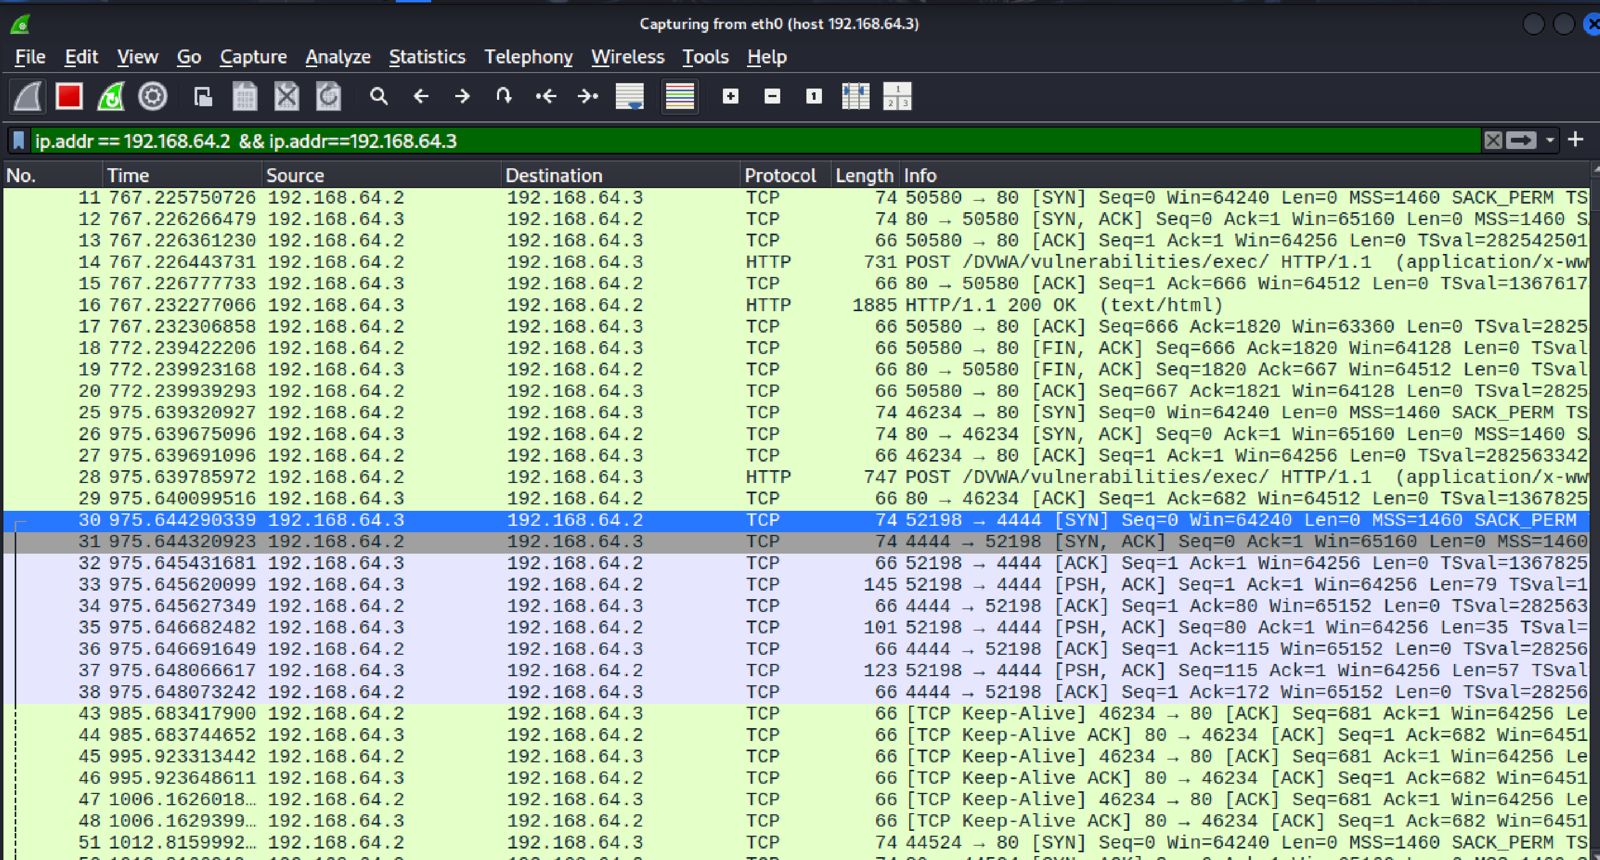 Capturing from eth0 (host 192.168.64.3)
File Edit View Go Capture Analyze Statistics Telephony Wireless Tools Help
ip.addr == 192.168.64.2 && ip.addr==192.168.64.3
No. Time Source Destination Protocol Length Info
11 767.225750726 192.168.64.2 192.168.64.3 TCP 74 50580 → 80 [SYN] Seq=0 Win=64240 Len=0 MSS=1460 SACK_PERM TS
12 767.226266479 192.168.64.3 192.168.64.2 TCP 74 80 → 50580 [SYN, ACK] Seq=0 Ack=1 Win=65160 Len=0 MSS=1460 S
13 767.226361230 192.168.64.2 192.168.64.3 TCP 66 50580 → 80 [ACK] Seq=1 Ack=1 Win=64256 Len=0 TSval=282542501
14 767.226443731 192.168.64.2 192.168.64.3 HTTP 731 POST /DVWA/vulnerabilities/exec/ HTTP/1.1 (application/x-ww
15 767.226777733 192.168.64.3 192.168.64.2 TCP 66 80 → 50580 [ACK] Seq=1 Ack=666 Win=64512 Len=0 TSval=1367617
16 767.232277066 192.168.64.3 192.168.64.2 HTTP 1885 HTTP/1.1 200 OK (text/html)
17 767.232306858 192.168.64.2 192.168.64.3 TCP 66 50580 → 80 [ACK] Seq=666 Ack=1820 Win=63360 Len=0 TSval=2825
18 772.239422206 192.168.64.2 192.168.64.3 TCP 66 50580 → 80 [FIN, ACK] Seq=666 Ack=1820 Win=64128 Len=0 TSval
19 772.239923168 192.168.64.3 192.168.64.2 TCP 66 80 → 50580 [FIN, ACK] Seq=1820 Ack=667 Win=64512 Len=0 TSval
20 772.239939293 192.168.64.2 192.168.64.3 TCP 66 50580 → 80 [ACK] Seq=667 Ack=1821 Win=64128 Len=0 TSval=2825
25 975.639320927 192.168.64.2 192.168.64.3 TCP 74 46234 → 80 [SYN] Seq=0 Win=64240 Len=0 MSS=1460 SACK_PERM TS
26 975.639675096 192.168.64.3 192.168.64.2 TCP 74 80 → 46234 [SYN, ACK] Seq=0 Ack=1 Win=65160 Len=0 MSS=1460 S
27 975.639691096 192.168.64.2 192.168.64.3 TCP 66 46234 → 80 [ACK] Seq=1 Ack=1 Win=64256 Len=0 TSval=282563342
28 975.639785972 192.168.64.2 192.168.64.3 HTTP 747 POST /DVWA/vulnerabilities/exec/ HTTP/1.1 (application/x-ww
29 975.640099516 192.168.64.3 192.168.64.2 TCP 66 80 → 46234 [ACK] Seq=1 Ack=682 Win=64512 Len=0 TSval=1367825
30 975.644290339 192.168.64.3 192.168.64.2 TCP 74 52198 → 4444 [SYN] Seq=0 Win=64240 Len=0 MSS=1460 SACK_PERM
31 975.644320923 192.168.64.2 192.168.64.3 TCP 74 4444 → 52198 [SYN, ACK] Seq=0 Ack=1 Win=65160 Len=0 MSS=1460
32 975.645431681 192.168.64.3 192.168.64.2 TCP 66 52198 → 4444 [ACK] Seq=1 Ack=1 Win=64256 Len=0 TSval=1367825
33 975.645620099 192.168.64.3 192.168.64.2 TCP 145 52198 → 4444 [PSH, ACK] Seq=1 Ack=1 Win=64256 Len=79 TSval=1
34 975.645627349 192.168.64.2 192.168.64.3 TCP 66 4444 → 52198 [ACK] Seq=1 Ack=80 Win=65152 Len=0 TSval=282563
35 975.646682482 192.168.64.3 192.168.64.2 TCP 101 52198 → 4444 [PSH, ACK] Seq=80 Ack=1 Win=64256 Len=35 TSval=
36 975.646691649 192.168.64.2 192.168.64.3 TCP 66 4444 → 52198 [ACK] Seq=1 Ack=115 Win=65152 Len=0 TSval=28256
37 975.648066617 192.168.64.3 192.168.64.2 TCP 123 52198 → 4444 [PSH, ACK] Seq=115 Ack=1 Win=64256 Len=57 TSval
38 975.648073242 192.168.64.2 192.168.64.3 TCP 66 4444 → 52198 [ACK] Seq=1 Ack=172 Win=65152 Len=0 TSval=28256
43 985.683417900 192.168.64.2 192.168.64.3 TCP 66 [TCP Keep-Alive] 46234 → 80 [ACK] Seq=681 Ack=1 Win=64256 Le
44 985.683744652 192.168.64.3 192.168.64.2 TCP 66 [TCP Keep-Alive ACK] 80 → 46234 [ACK] Seq=1 Ack=682 Win=6451
45 995.923313442 192.168.64.2 192.168.64.3 TCP 66 [TCP Keep-Alive] 46234 → 80 [ACK] Seq=681 Ack=1 Win=64256 Le
46 995.923648611 192.168.64.3 192.168.64.2 TCP 66 [TCP Keep-Alive ACK] 80 → 46234 [ACK] Seq=1 Ack=682 Win=6451
47 1006.1626018… 192.168.64.2 192.168.64.3 TCP 66 [TCP Keep-Alive] 46234 → 80 [ACK] Seq=681 Ack=1 Win=64256 Le
48 1006.1629399… 192.168.64.3 192.168.64.2 TCP 66 [TCP Keep-Alive ACK] 80 → 46234 [ACK] Seq=1 Ack=682 Win=6451
51 1012.8159992… 192.168.64.2 192.168.64.3 TCP 74 44524 → 80 [SYN] Seq=0 Win=64240 Len=0 MSS=1460 SACK_PERM TS